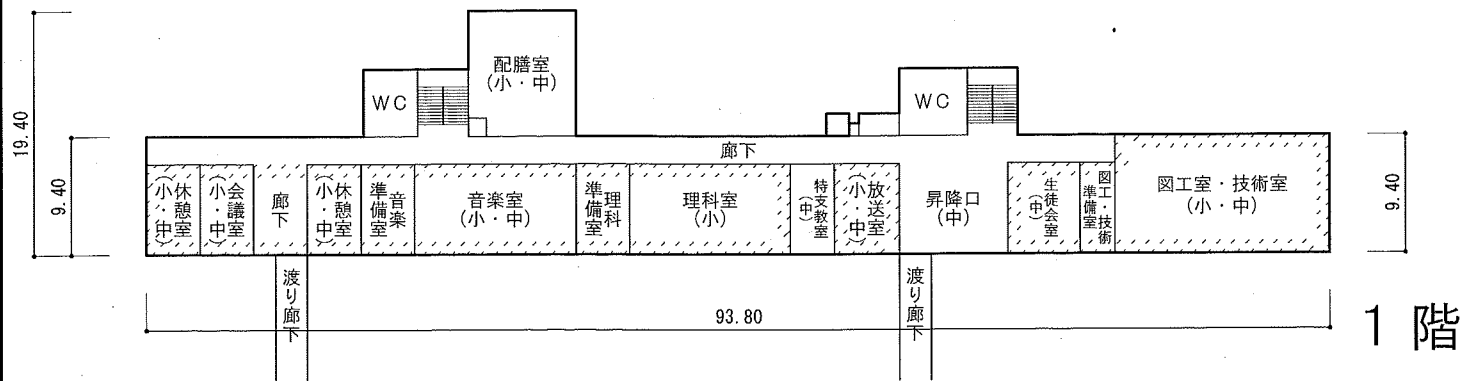 配膳室
(小・中)
WC
WC
19.40
9.40
廊下
9.40
休憩室
(小・中)
会議室
(小・中)
廊下
休憩室
(小・中)
音楽
準備室
音楽室
(小・中)
理科
準備室
理科室
(小)
特支教室
(中)
放送室
(小・中)
昇降口
(中)
生徒会室
(中)
図工・技術
準備室
図工室・技術室
(小・中)
渡り廊下
渡り廊下
93.80
1階